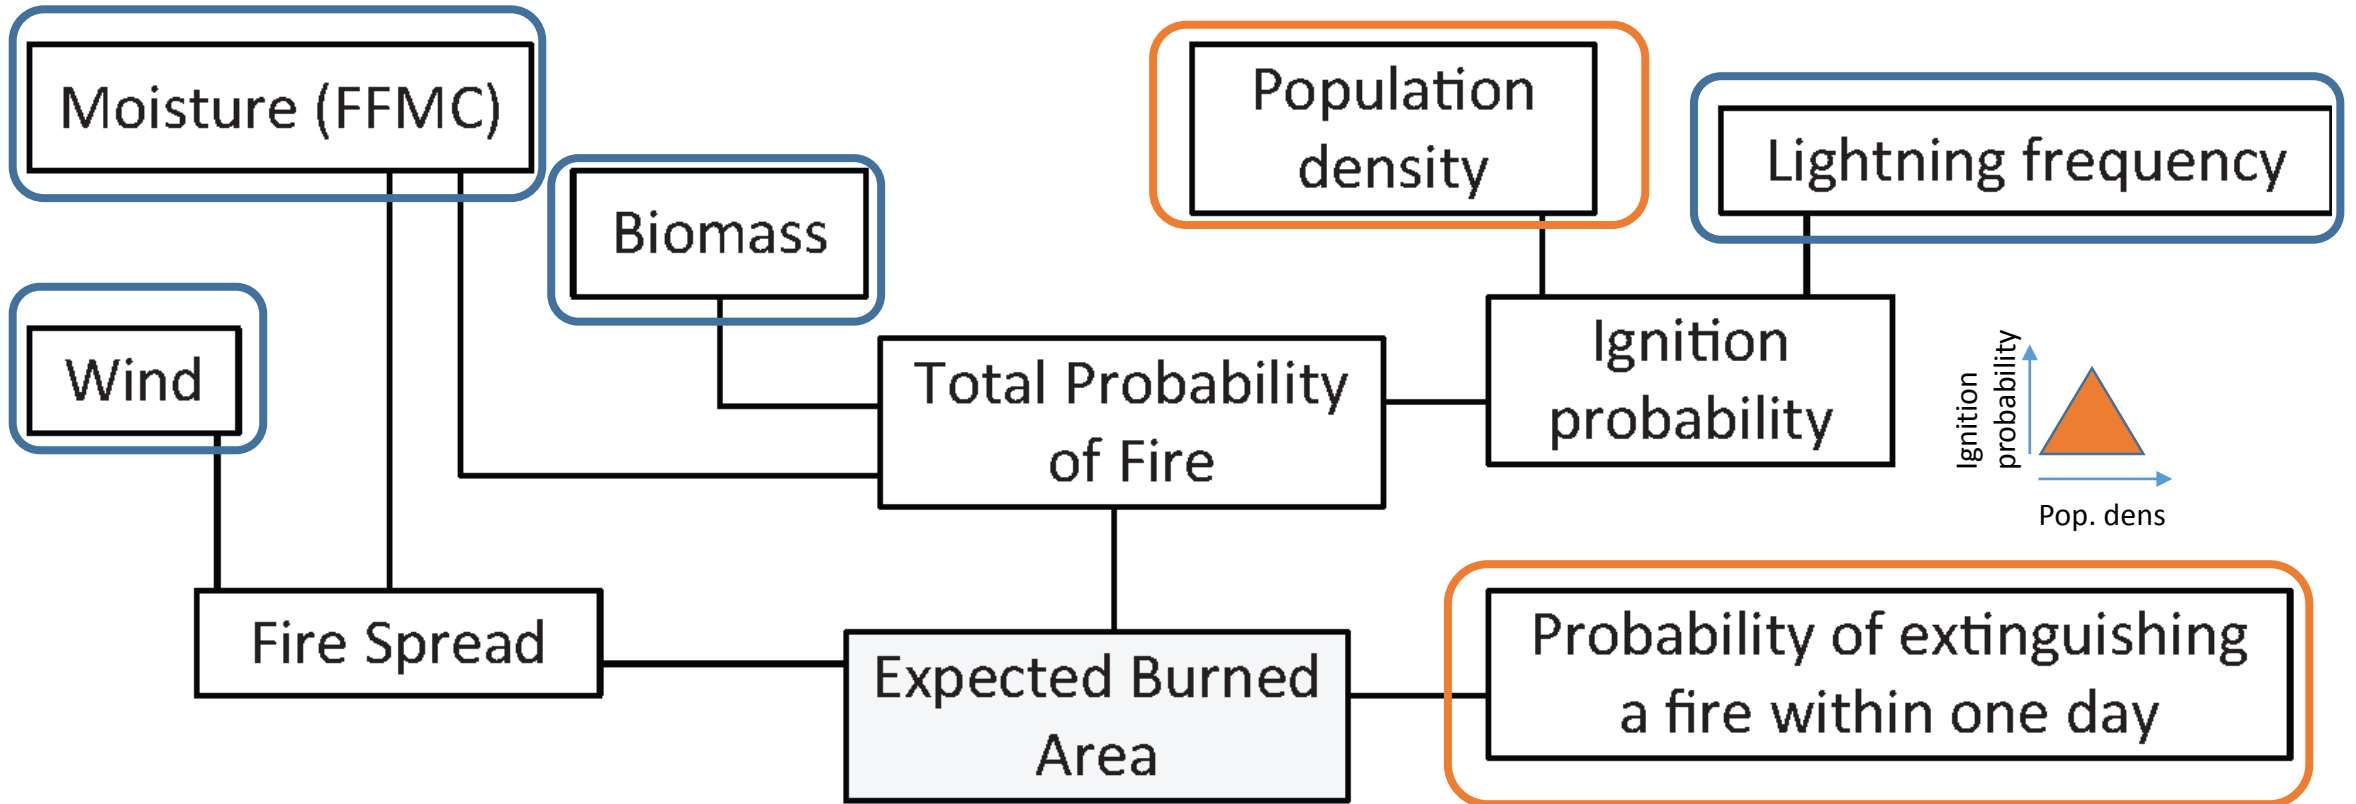 Moisture (FFMC)
Population
density
Lightning frequency
Biomass
Wind
Total Probability
of Fire
Ignition
probability
Ignition
probability
Pop. dens
Fire Spread
Expected Burned
Area
Probability of extinguishing
a fire within one day